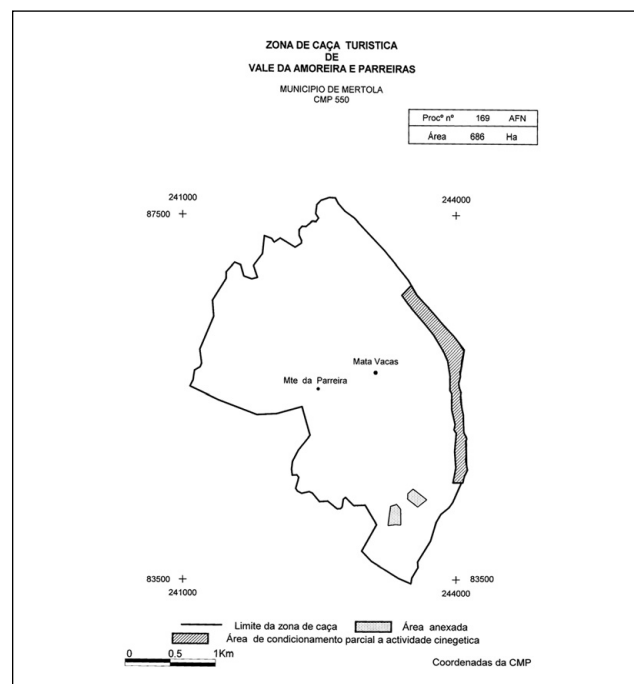 ZONA DE CAÇA TURISTICA
DE
VALE DA AMOREIRA E PARREIRAS
MUNICIPIO DE MERTOLA
CMP 550
Procº nº 169 AFN
Área 686 Ha
241000
244000
87500
Mata Vacas
Mte da Parreira
83500
83500
241000
244000
Limite da zona de caça
Área anexada
Área de condicionamento parcial a actividade cinegetica
0 0.5 1Km
Coordenadas da CMP